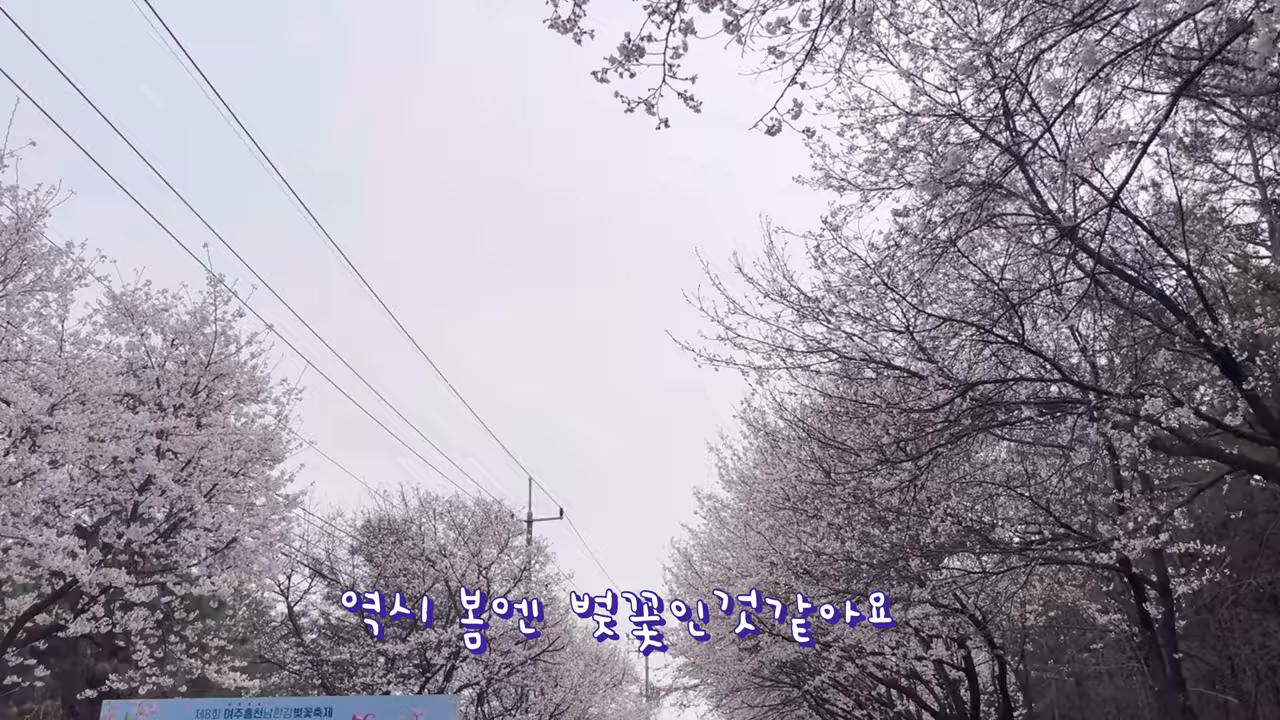 역시 봄엔 벚꽃인것같아요
제8회 여주흥천남한강벚꽃축제